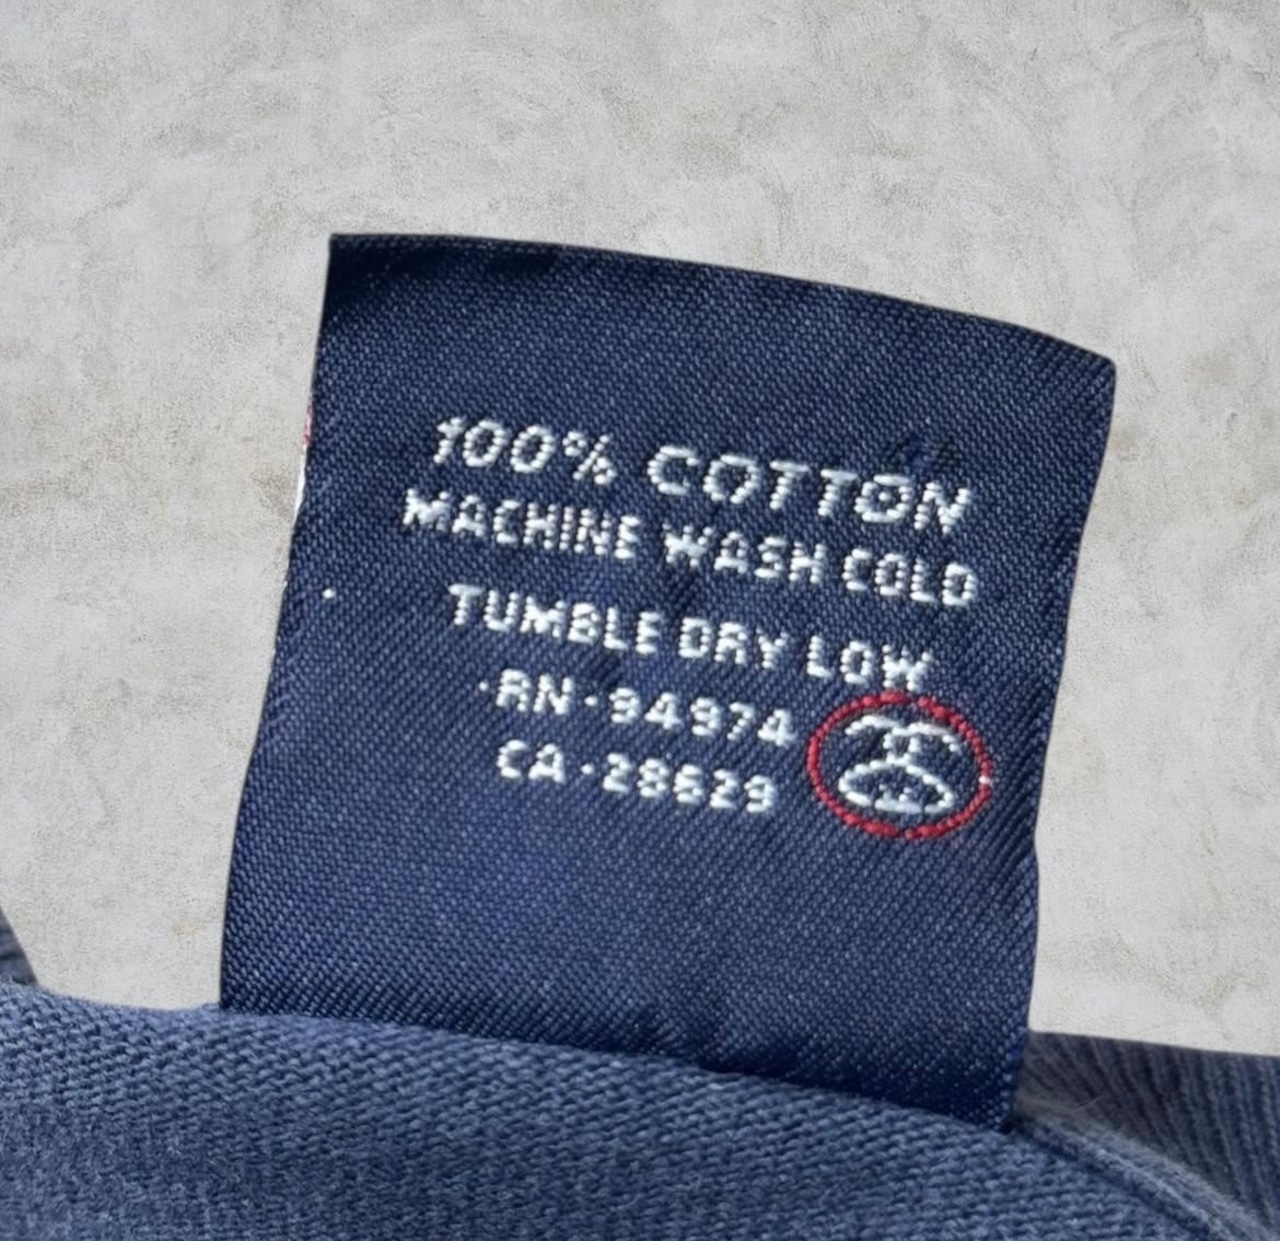 100% COTTON
MACHINE WASH COLD
TUMBLE DRY LOW
·RN·94974
CA·28629